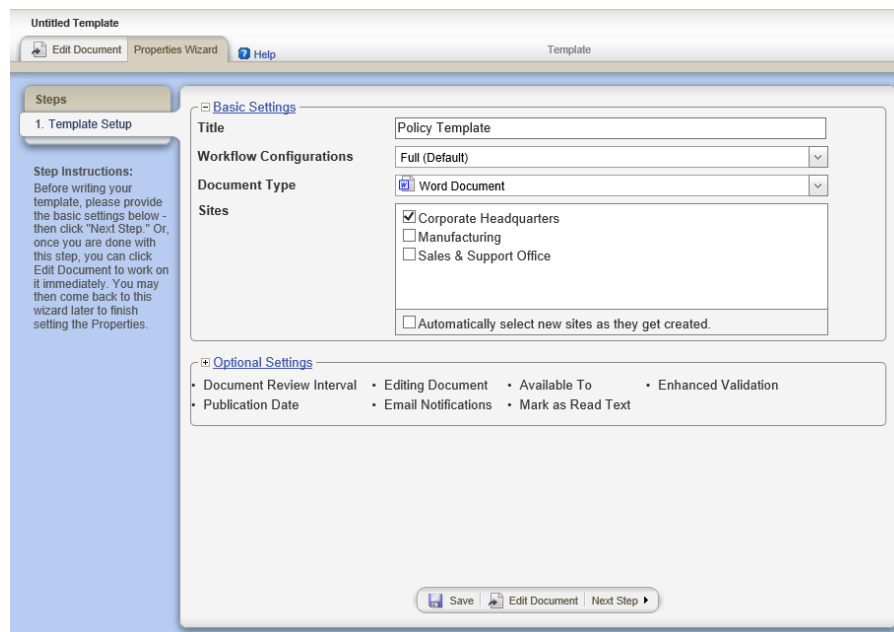 Untitled Template
Edit Document Properties Wizard Help Template
Steps
1. Template Setup
Step Instructions:
Before writing your
template, please provide
the basic settings below -
then click "Next Step." Or,
once you are done with
this step, you can click
Edit Document to work on
it immediately. You may
then come back to this
wizard later to finish
setting the Properties.
Basic Settings
Title Policy Template
Workflow Configurations Full (Default)
Document Type Word Document
Sites Corporate Headquarters
Manufacturing
Sales & Support Office
Automatically select new sites as they get created.
Optional Settings
• Document Review Interval • Editing Document • Available To • Enhanced Validation
• Publication Date • Email Notifications • Mark as Read Text
Save Edit Document Next Step